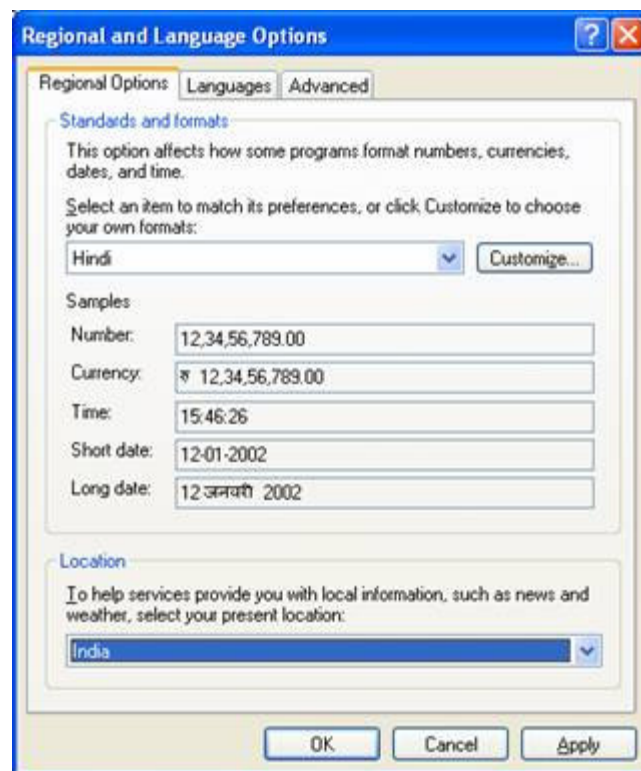 Regional and Language Options
Regional Options Languages Advanced
Standards and formats
This option affects how some programs format numbers, currencies,
dates, and time.
Select an item to match its preferences, or click Customize to choose
your own formats:
Hindi Customize...
Samples
Number: 12,34,56,789.00
Currency: रु 12,34,56,789.00
Time: 15:46:26
Short date: 12-01-2002
Long date: 12 जनवरी 2002
Location
To help services provide you with local information, such as news and
weather, select your present location:
India
OK Cancel Apply